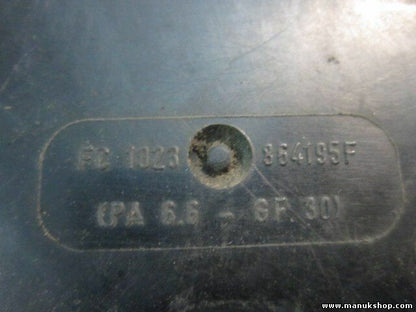 FC 1023 364195F
(PA 6.6 - GF 30)
www.manukshop.com